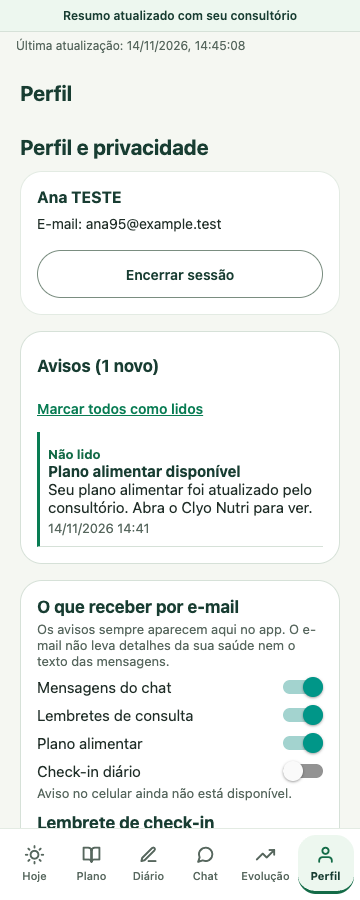 Resumo atualizado com seu consultório
Última atualização: 14/11/2026, 14:45:08
Perfil
Perfil e privacidade
Ana TESTE
E-mail: ana95@example.test
Encerrar sessão
Avisos (1 novo)
Marcar todos como lidos
Não lido
Plano alimentar disponível
Seu plano alimentar foi atualizado pelo
consultório. Abra o Clyo Nutri para ver.
14/11/2026 14:41
O que receber por e-mail
Os avisos sempre aparecem aqui no app. O e-
mail não leva detalhes da sua saúde nem o
texto das mensagens.
Mensagens do chat
Lembretes de consulta
Plano alimentar
Check-in diário
Aviso no celular ainda não está disponível.
Lembrete de check-in
Hoje
Plano
Diário
Chat
Evolução
Perfil